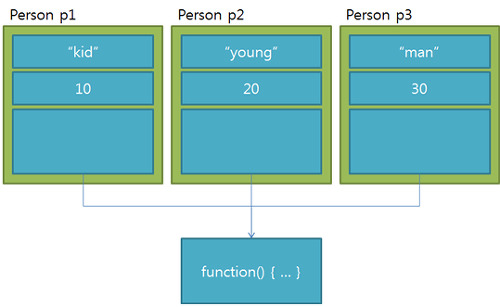 Person p1
Person p2
Person p3
"kid"
"young"
"man"
10
20
30
function() { ... }